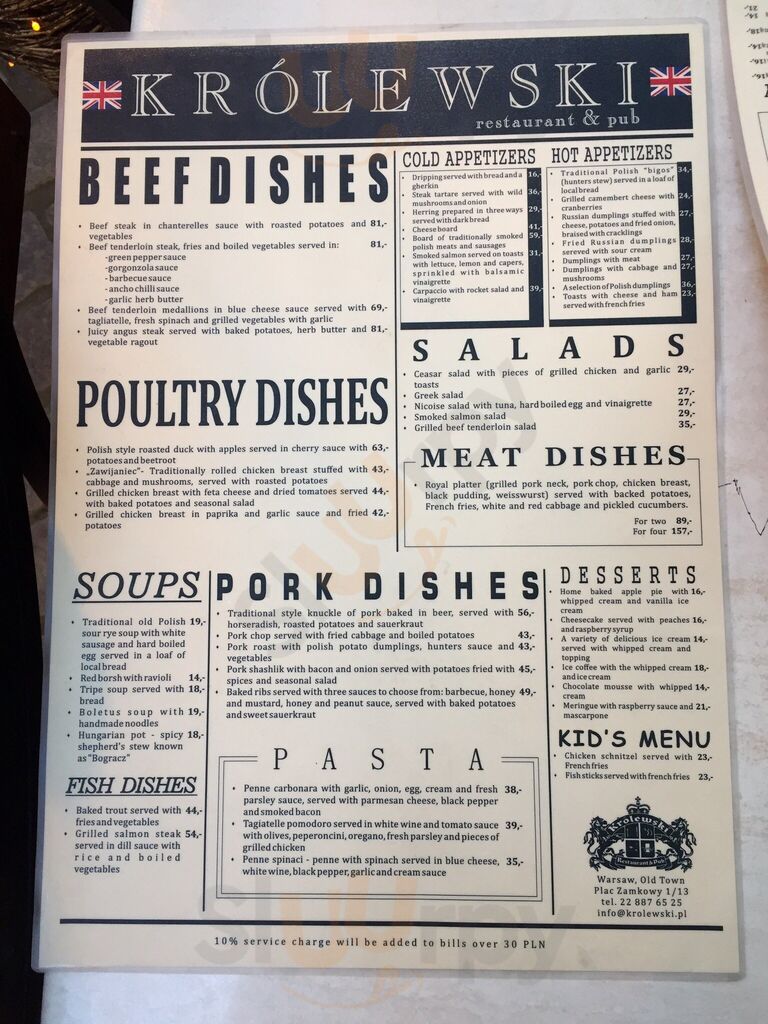 KRÓLEWSKI
restaurant & pub
BEEF DISHES
• Beef steak in chanterelles sauce with roasted potatoes and 81,-
vegetables
• Beef tenderloin steak, fries and boiled vegetables served in: 81,-
-green pepper sauce
-gorgonzola sauce
-barbecue sauce
-ancho chilli sauce
-garlic herb butter
• Beef tenderloin medallions in blue cheese sauce served with 69,-
tagliatelle, fresh spinach and grilled vegetables with garlic
• Juicy angus steak served with baked potatoes, herb butter and 81,-
vegetable ragout
POULTRY DISHES
• Polish style roasted duck with apples served in cherry sauce with 63,-
potatoes and beetroot
• „Zawijaniec"- Traditionally rolled chicken breast stuffed with 43,-
cabbage and mushrooms, served with roasted potatoes
• Grilled chicken breast with feta cheese and dried tomatoes served 44,-
with baked potatoes and seasonal salad
• Grilled chicken breast in paprika and garlic sauce and fried 42,-
potatoes
COLD APPETIZERS
• Dripping served with bread and a 16,-
gherkin
• Steak tartare served with wild 36,-
mushrooms and onion
• Herring prepared in three ways 29,-
served with dark bread
• Cheese board 41,-
• Board of traditionally smoked 59,-
polish meats and sausages
• Smoked salmon served on toasts 31,-
with lettuce, lemon and capers,
sprinkled with balsamic
vinaigrette
• Carpaccio with rocket salad and 39,-
vinaigrette
HOT APPETIZERS
• Traditional Polish "bigos" 34,-
(hunters stew) served in a loaf of
local bread
• Grilled camembert cheese with 24,-
cranberries
• Russian dumplings stuffed with 27,-
cheese, potatoes and fried onion,
braised with cracklings
• Fried Russian dumplings 28,-
sereved with sour cream
• Dumplings with meat 27,-
• Dumplings with cabbage and 27,-
mushrooms
• A selection of Polish dumplings 36,-
• Toasts with cheese and ham 23,-
served with french fries
SALADS
• Ceasar salad with pieces of grilled chicken and garlic 29,-
toasts
• Greek salad 27,-
• Nicoise salad with tuna, hard boiled egg and vinaigrette 27,-
• Smoked salmon salad 29,-
• Grilled beef tenderloin salad 35,-
MEAT DISHES
• Royal platter (grilled pork neck, pork chop, chicken breast,
black pudding, weisswurst) served with backed potatoes,
French fries, white and red cabbage and pickled cucumbers.
For two 89,-
For four 157,-
SOUPS
• Traditional old Polish 19,-
sour rye soup with white
sausage and hard boiled
egg served in a loaf of
local bread
• Red borsh with ravioli 14,-
• Tripe soup served with 18,-
bread
• Boletus soup with 19,-
handmade noodles
• Hungarian pot - spicy 18,-
shepherd's stew known
as "Bogracz"
FISH DISHES
• Baked trout served with 44,-
fries and vegetables
• Grilled salmon steak 54,-
served in dill sauce with
rice and boiled
vegetables
PORK DISHES
• Traditional style knuckle of pork baked in beer, served with 56,-
horseradish, roasted potatoes and sauerkraut
• Pork chop served with fried cabbage and boiled potatoes 43,-
• Pork roast with polish potato dumplings, hunters sauce and 43,-
vegetables
• Pork shashlik with bacon and onion served with potatoes fried with 45,-
spices and seasonal salad
• Baked ribs served with three sauces to choose from: barbecue, honey 49,-
and mustard, honey and peanut sauce, served with baked potatoes
and sweet sauerkraut
PASTA
• Penne carbonara with garlic, onion, egg, cream and fresh 38,-
parsley sauce, served with parmesan cheese, black pepper
and smoked bacon
• Tagiatelle pomodoro served in white wine and tomato sauce 39,-
with olives, peperoncini, oregano, fresh parsley and pieces of
grilled chicken
• Penne spinaci - penne with spinach served in blue cheese, 35,-
white wine, black pepper, garlic and cream sauce
DESSERTS
• Home baked apple pie with 16,-
whipped cream and vanilla ice
cream
• Cheesecake served with peaches 16,-
and raspberry syrup
• A variety of delicious ice cream 14,-
served with whipped cream and
topping
• Ice coffee with the whipped cream 18,-
and ice cream
• Chocolate mousse with whipped 14,-
cream
• Meringue with raspberry sauce and 21,-
mascarpone
KID'S MENU
• Chicken schnitzel served with 23,-
French fries
• Fish sticks served with french fries 23,-
Krolewski
Restaurant & Pub
Warsaw, Old Town
Plac Zamkowy 1/13
tel. 22 887 65 25
info@krolewski.pl
10% service charge will be added to bills over 30 PLN
sluurpy
sluurpy